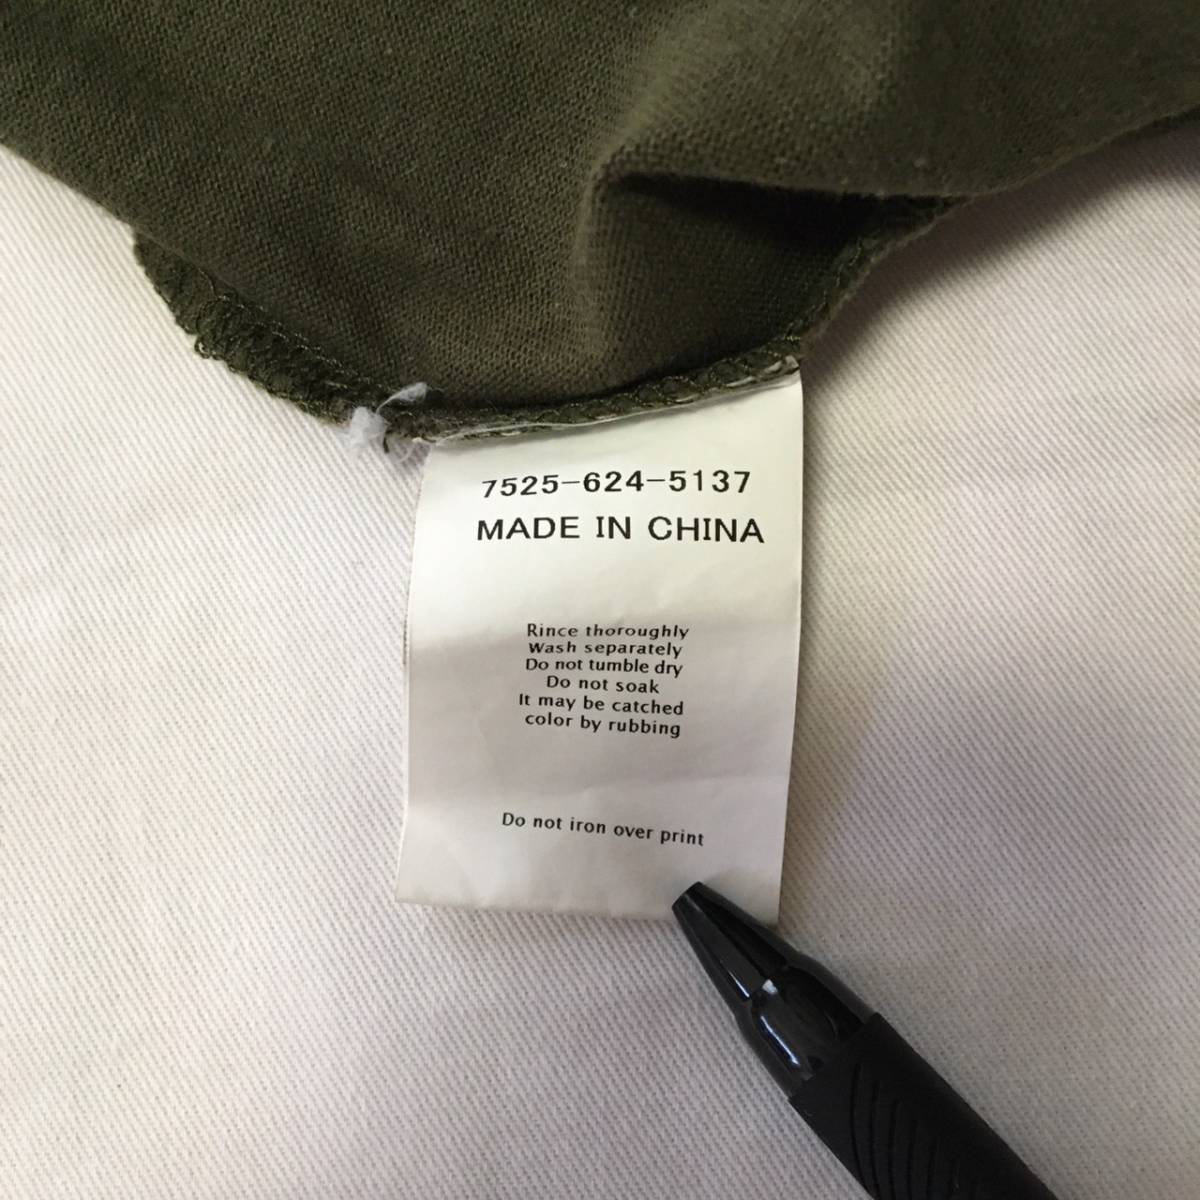 7525-624-5137
MADE IN CHINA
Rince thoroughly
Wash separately
Do not tumble dry
Do not soak
It may be catched
color by rubbing
Do not iron over print